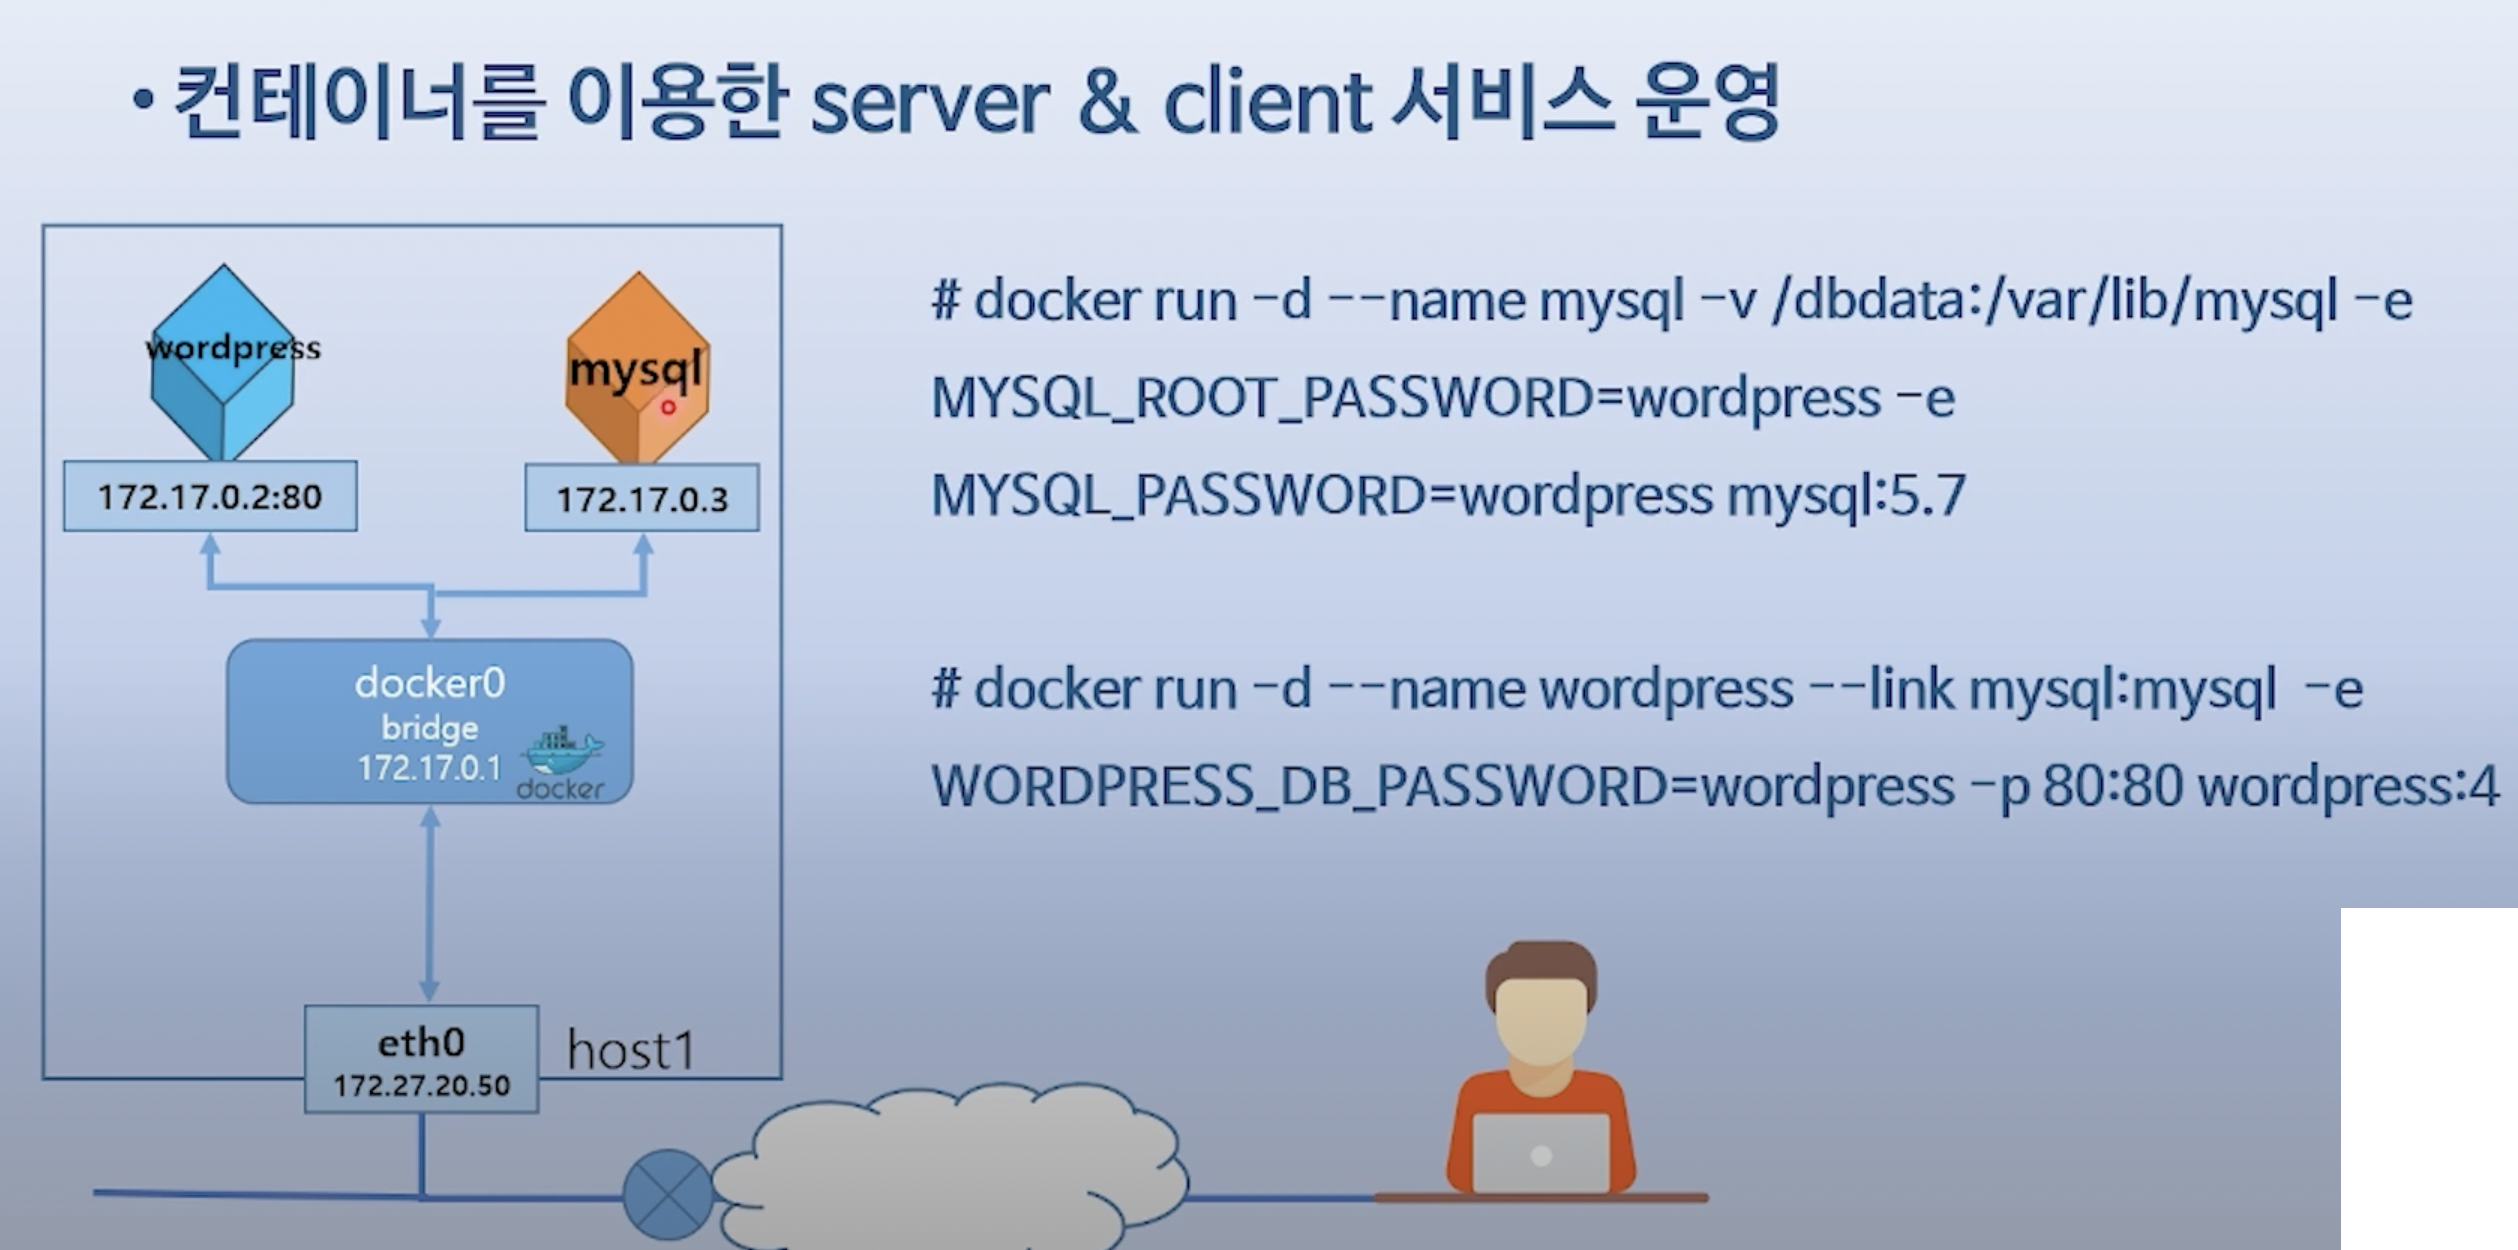 • 컨테이너를 이용한 server & client 서비스 운영
wordpress
mysql
172.17.0.2:80
172.17.0.3
docker0
bridge
172.17.0.1
docker
eth0
172.27.20.50
host1
# docker run -d --name mysql -v /dbdata:/var/lib/mysql -e
MYSQL_ROOT_PASSWORD=wordpress -e
MYSQL_PASSWORD=wordpress mysql:5.7
# docker run -d --name wordpress --link mysql:mysql -e
WORDPRESS_DB_PASSWORD=wordpress -p 80:80 wordpress:4